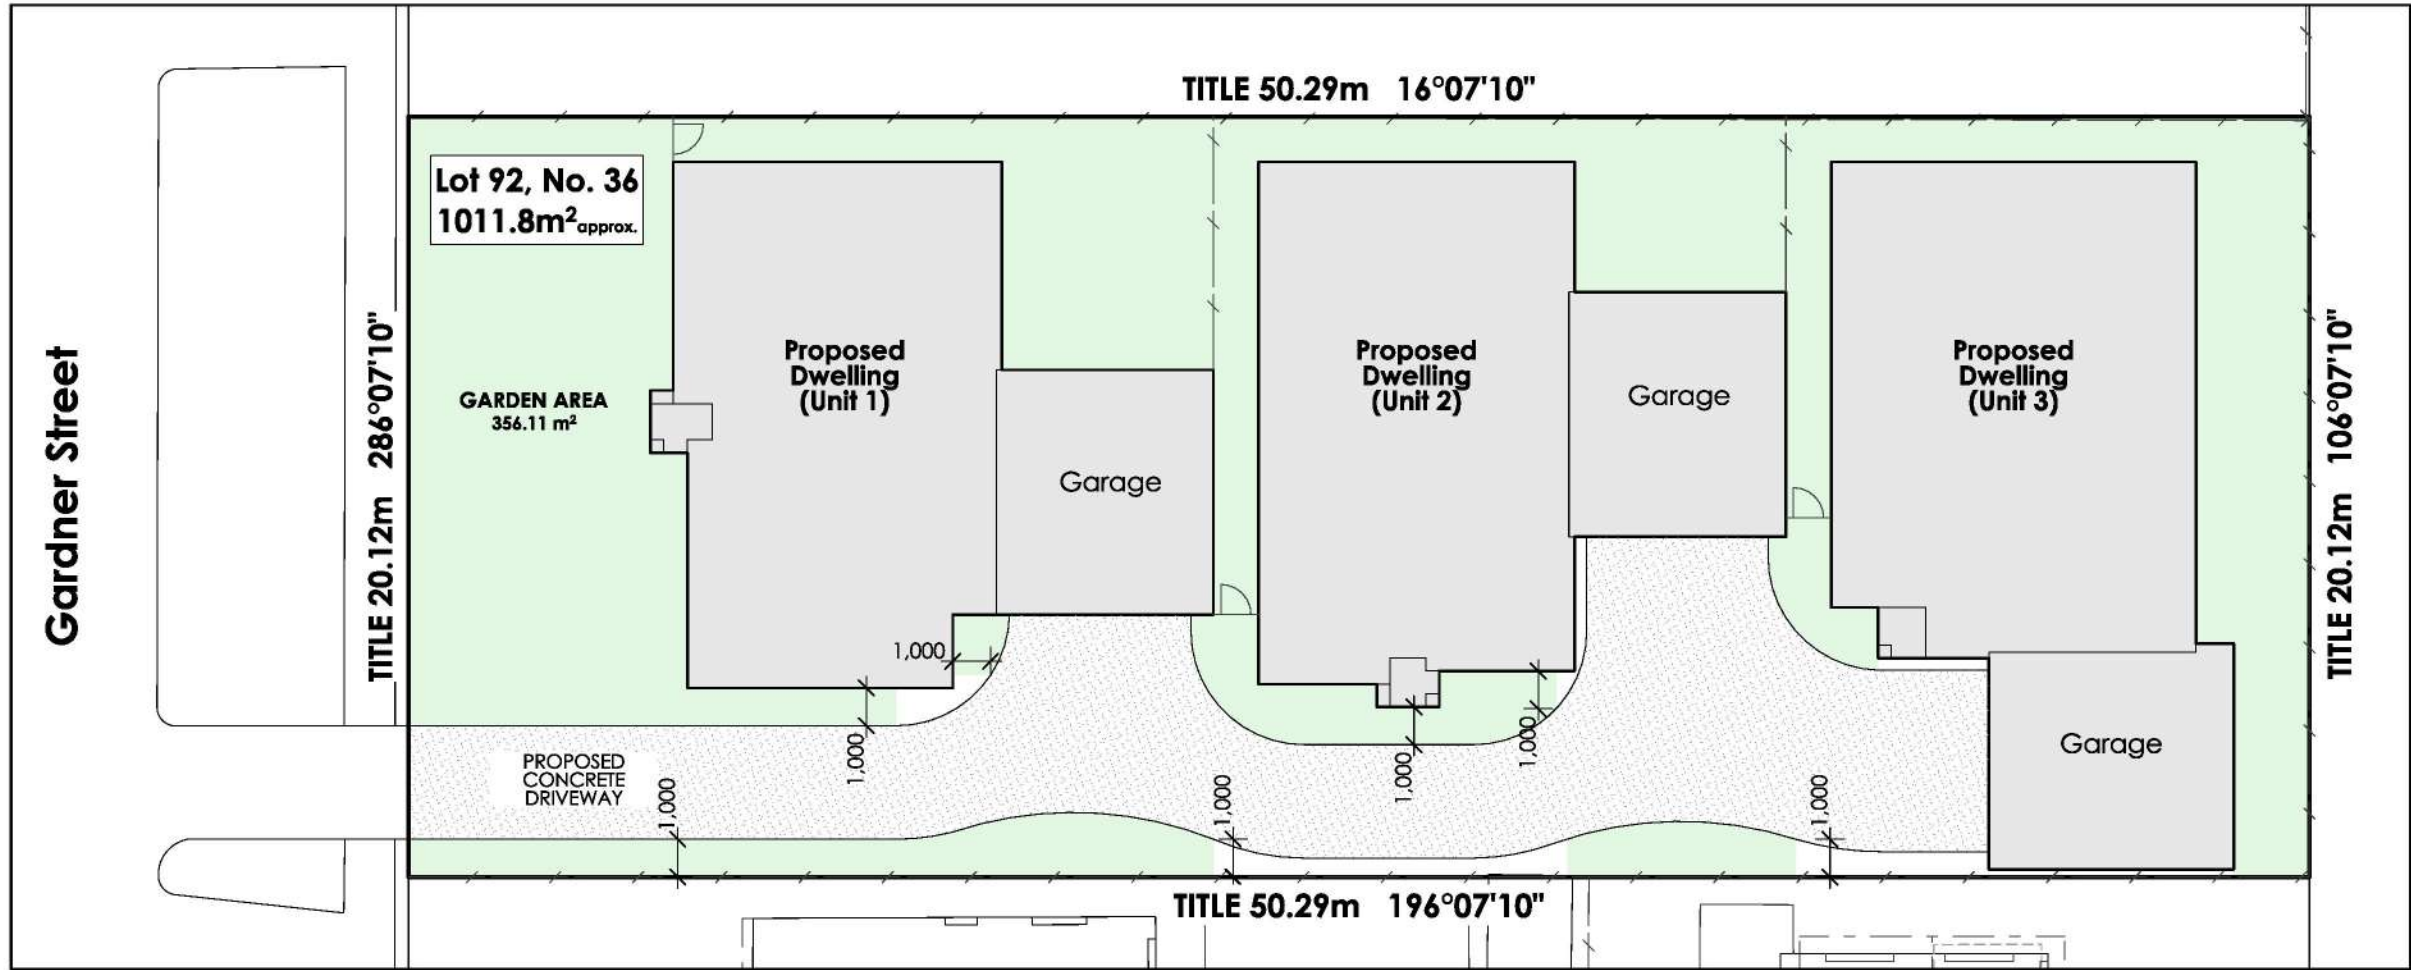 TITLE 50.29m 16°07'10"
Lot 92, No. 36
1011.8m² approx.
Gardner Street
TITLE 20.12m 286°07'10"
GARDEN AREA
356.11 m²
Proposed
Dwelling
(Unit 1)
Garage
Proposed
Dwelling
(Unit 2)
Garage
Proposed
Dwelling
(Unit 3)
Garage
TITLE 20.12m 106°07'10"
1,000
1,000
1,000
1,000
1,000
1,000
1,000
PROPOSED
CONCRETE
DRIVEWAY
TITLE 50.29m 196°07'10"